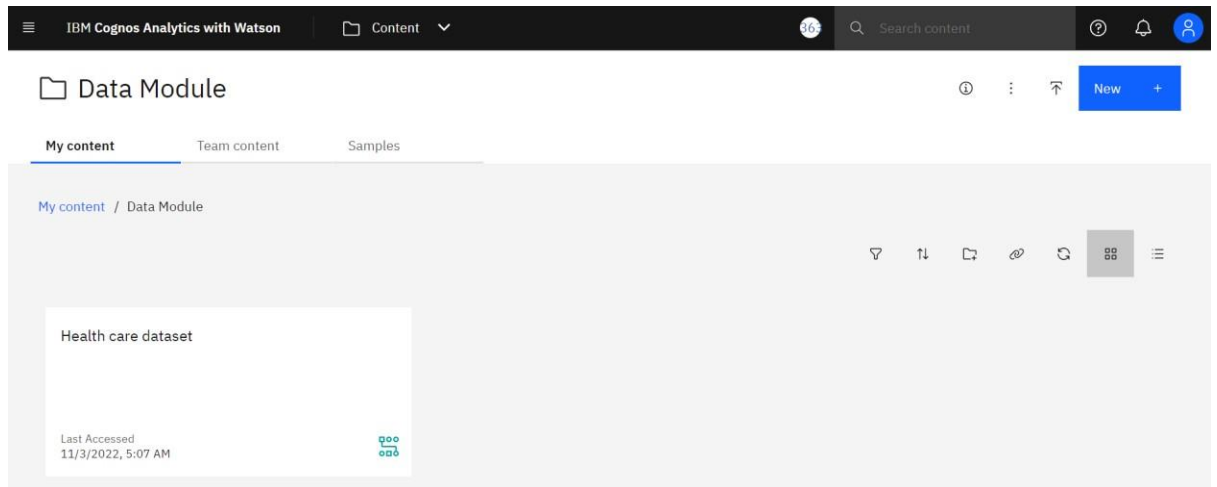 IBM Cognos Analytics with Watson
Content
363
Search content
Data Module
New +
My content
Team content
Samples
My content / Data Module
Health care dataset
Last Accessed
11/3/2022, 5:07 AM